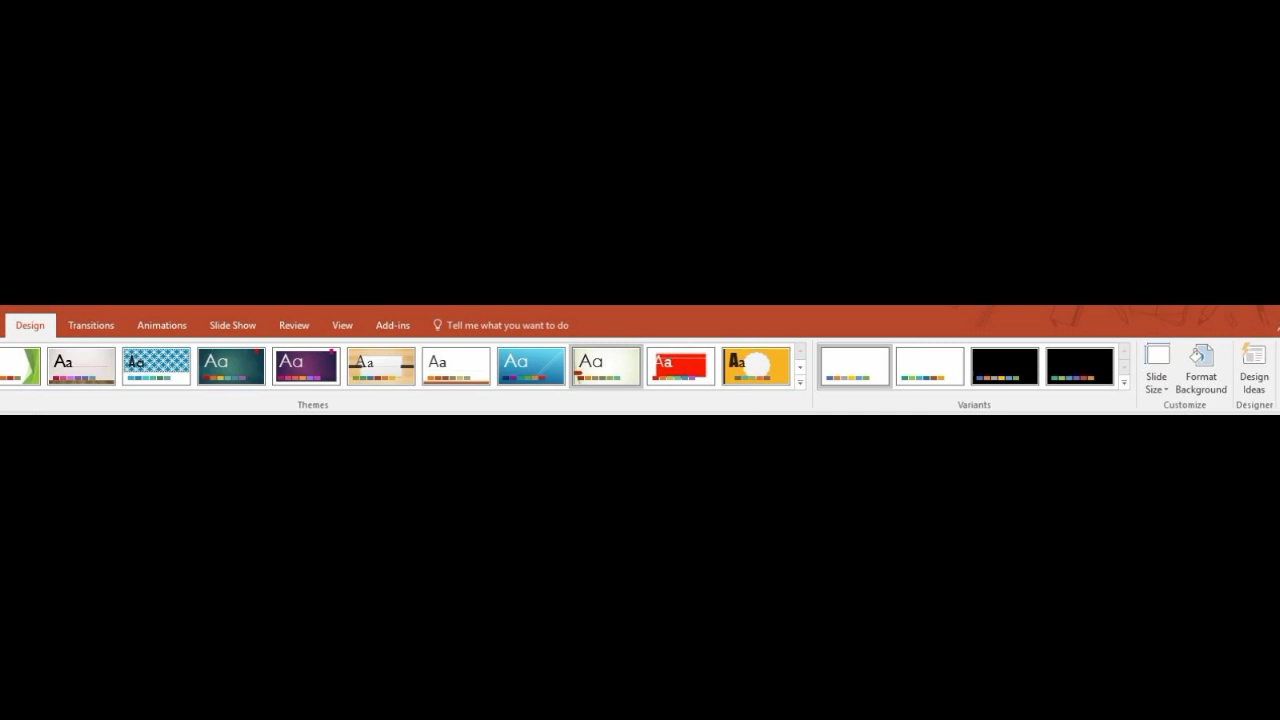 Design Transitions Animations Slide Show Review View Add-ins Tell me what you want to do
Aa Aa Aa Aa Aa Aa Aa Aa Aa Aa
Slide Size Format Background Design Ideas
Themes Variants Customize Designer